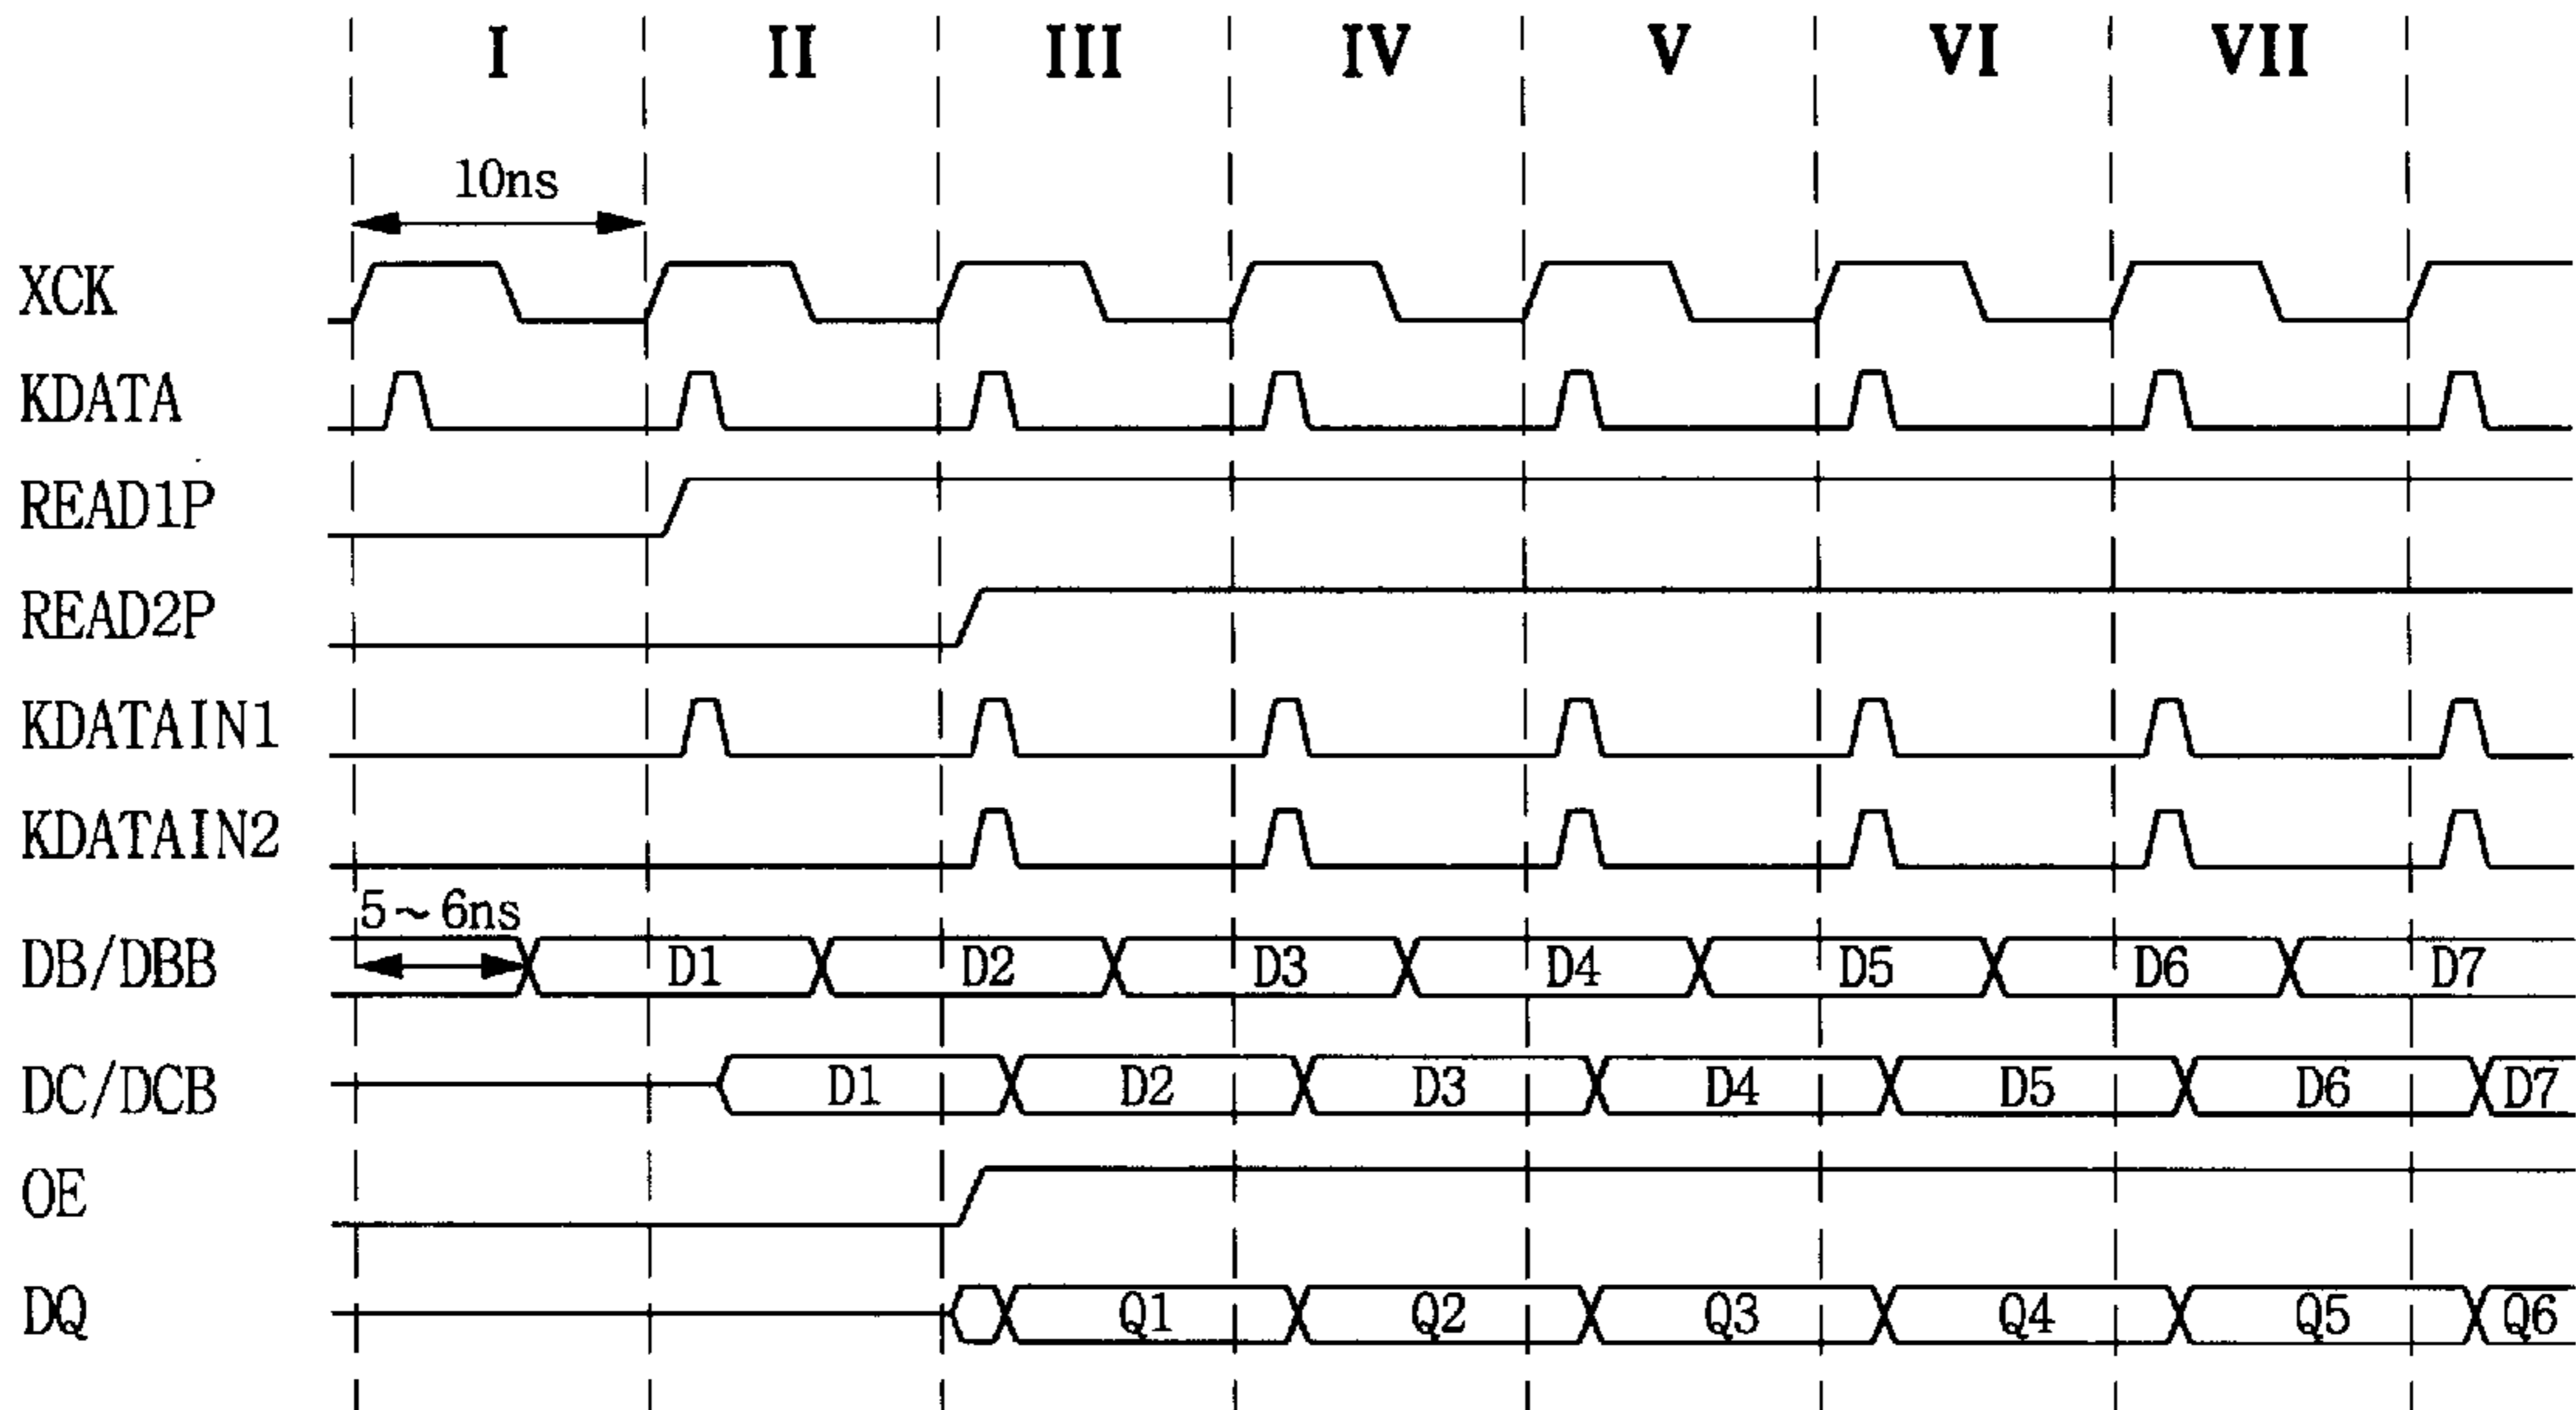 I II III IV V VI VII
10ns
XCK
KDATA
READ1P
READ2P
KDATAIN1
KDATAIN2
5~6ns
DB/DBB D1 D2 D3 D4 D5 D6 D7
DC/DCB D1 D2 D3 D4 D5 D6 D7
OE
DQ Q1 Q2 Q3 Q4 Q5 Q6